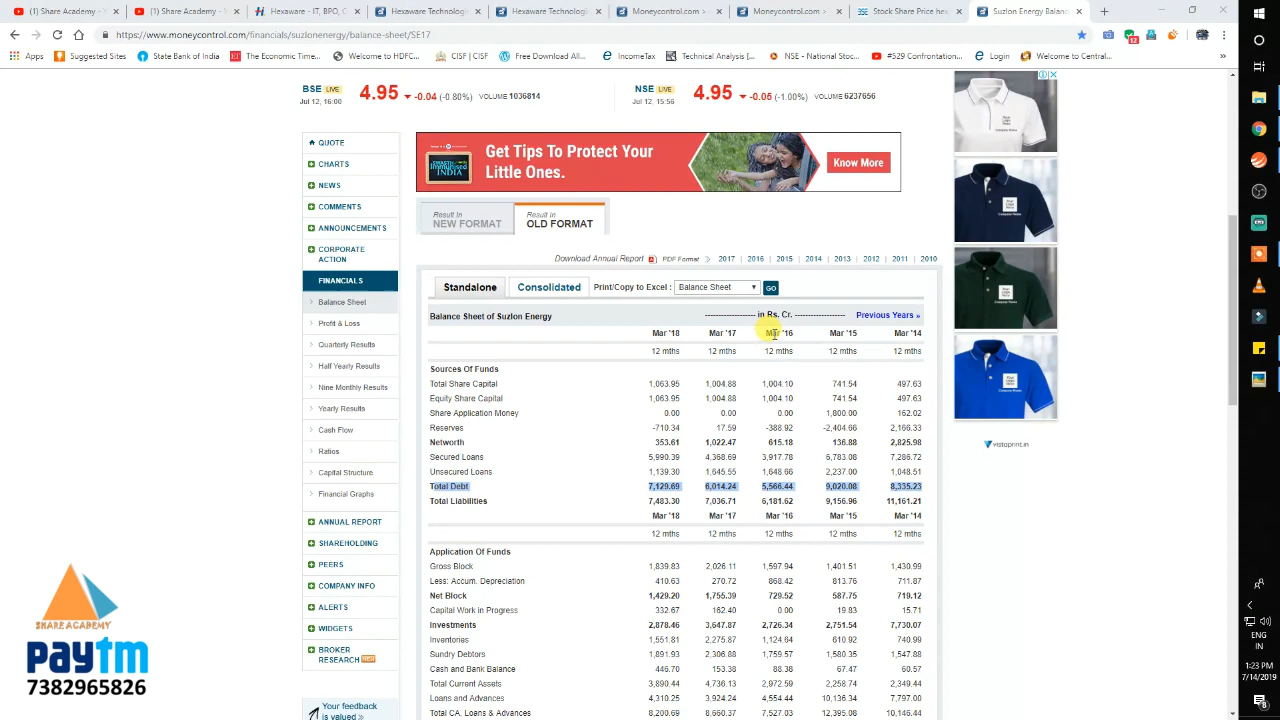 (1) Share Academy -
(1) Share Academy -
Hexaware - IT, BPO, C
Hexaware Technologi
Hexaware Technologi
Moneycontrol.com >
Moneycontrol.com >
Stock Share Price hex
Suzlon Energy Balan
https://www.moneycontrol.com/financials/suzlonenergy/balance-sheet/SE17
12
Apps
Suggested Sites
State Bank of India
The Economic Time...
Welcome to HDFC...
CISF | CISF
Free Download All...
IncomeTax
Technical Analysis [...
NSE - National Stoc...
#529 Confrontation...
Login
Welcome to Central...
BSE LIVE
Jul 12, 16:00
4.95 -0.04 (-0.80%) VOLUME 1036814
NSE LIVE
Jul 12, 15:56
4.95 -0.05 (-1.00%) VOLUME 6237656
QUOTE
CHARTS
NEWS
COMMENTS
ANNOUNCEMENTS
CORPORATE
ACTION
FINANCIALS
Balance Sheet
Profit & Loss
Quarterly Results
Half Yearly Results
Nine Monthly Results
Yearly Results
Cash Flow
Ratios
Capital Structure
Financial Graphs
ANNUAL REPORT
SHAREHOLDING
PEERS
COMPANY INFO
ALERTS
WIDGETS
BROKER
RESEARCH
Your feedback
is valued »
Get Tips To Protect Your
Little Ones.
INDIA
Know More
Result in
NEW FORMAT
Result in
OLD FORMAT
Download Annual Report PDF Format 2017 | 2016 | 2015 | 2014 | 2013 | 2012 | 2011 | 2010
Standalone Consolidated Print/Copy to Excel : Balance Sheet GO
Balance Sheet of Suzlon Energy ------------------- in Rs. Cr. ------------------- Previous Years »
Mar '18 Mar '17 Mar '16 Mar '15 Mar '14
12 mths 12 mths 12 mths 12 mths 12 mths
Sources Of Funds
Total Share Capital 1,063.95 1,004.88 1,004.10 741.54 497.63
Equity Share Capital 1,063.95 1,004.88 1,004.10 741.54 497.63
Share Application Money 0.00 0.00 0.00 1,800.00 162.02
Reserves -710.34 17.59 -388.92 -2,404.66 2,166.33
Networth 353.61 1,022.47 615.18 136.88 2,825.98
Secured Loans 5,990.39 4,368.69 3,917.78 6,783.08 7,286.72
Unsecured Loans 1,139.30 1,645.55 1,648.66 2,237.00 1,048.51
Total Debt 7,129.69 6,014.24 5,566.44 9,020.08 8,335.23
Total Liabilities 7,483.30 7,036.71 6,181.62 9,156.96 11,161.21
Mar '18 Mar '17 Mar '16 Mar '15 Mar '14
12 mths 12 mths 12 mths 12 mths 12 mths
Application Of Funds
Gross Block 1,839.83 2,026.11 1,597.94 1,401.51 1,430.99
Less: Accum. Depreciation 410.63 270.72 868.42 813.76 711.87
Net Block 1,429.20 1,755.39 729.52 587.75 719.12
Capital Work in Progress 332.67 162.40 0.00 19.83 15.71
Investments 2,878.46 3,647.87 2,726.34 2,751.54 7,730.07
Inventories 1,551.81 2,275.87 1,124.64 610.92 740.99
Sundry Debtors 1,891.93 2,306.88 1,759.57 1,580.35 1,547.88
Cash and Bank Balance 446.70 153.38 88.38 67.47 60.57
Total Current Assets 3,890.44 4,736.13 2,972.59 2,258.74 2,349.44
Loans and Advances 4,310.25 3,924.24 4,554.44 10,136.34 7,797.00
Total CA, Loans & Advances 8,200.69 8,660.37 7,527.03 12,395.08 10,146.44
vistaprint.in
SHARE ACADEMY
paytm
7382965826
ENG
IN
1:23 PM
7/14/2019
8